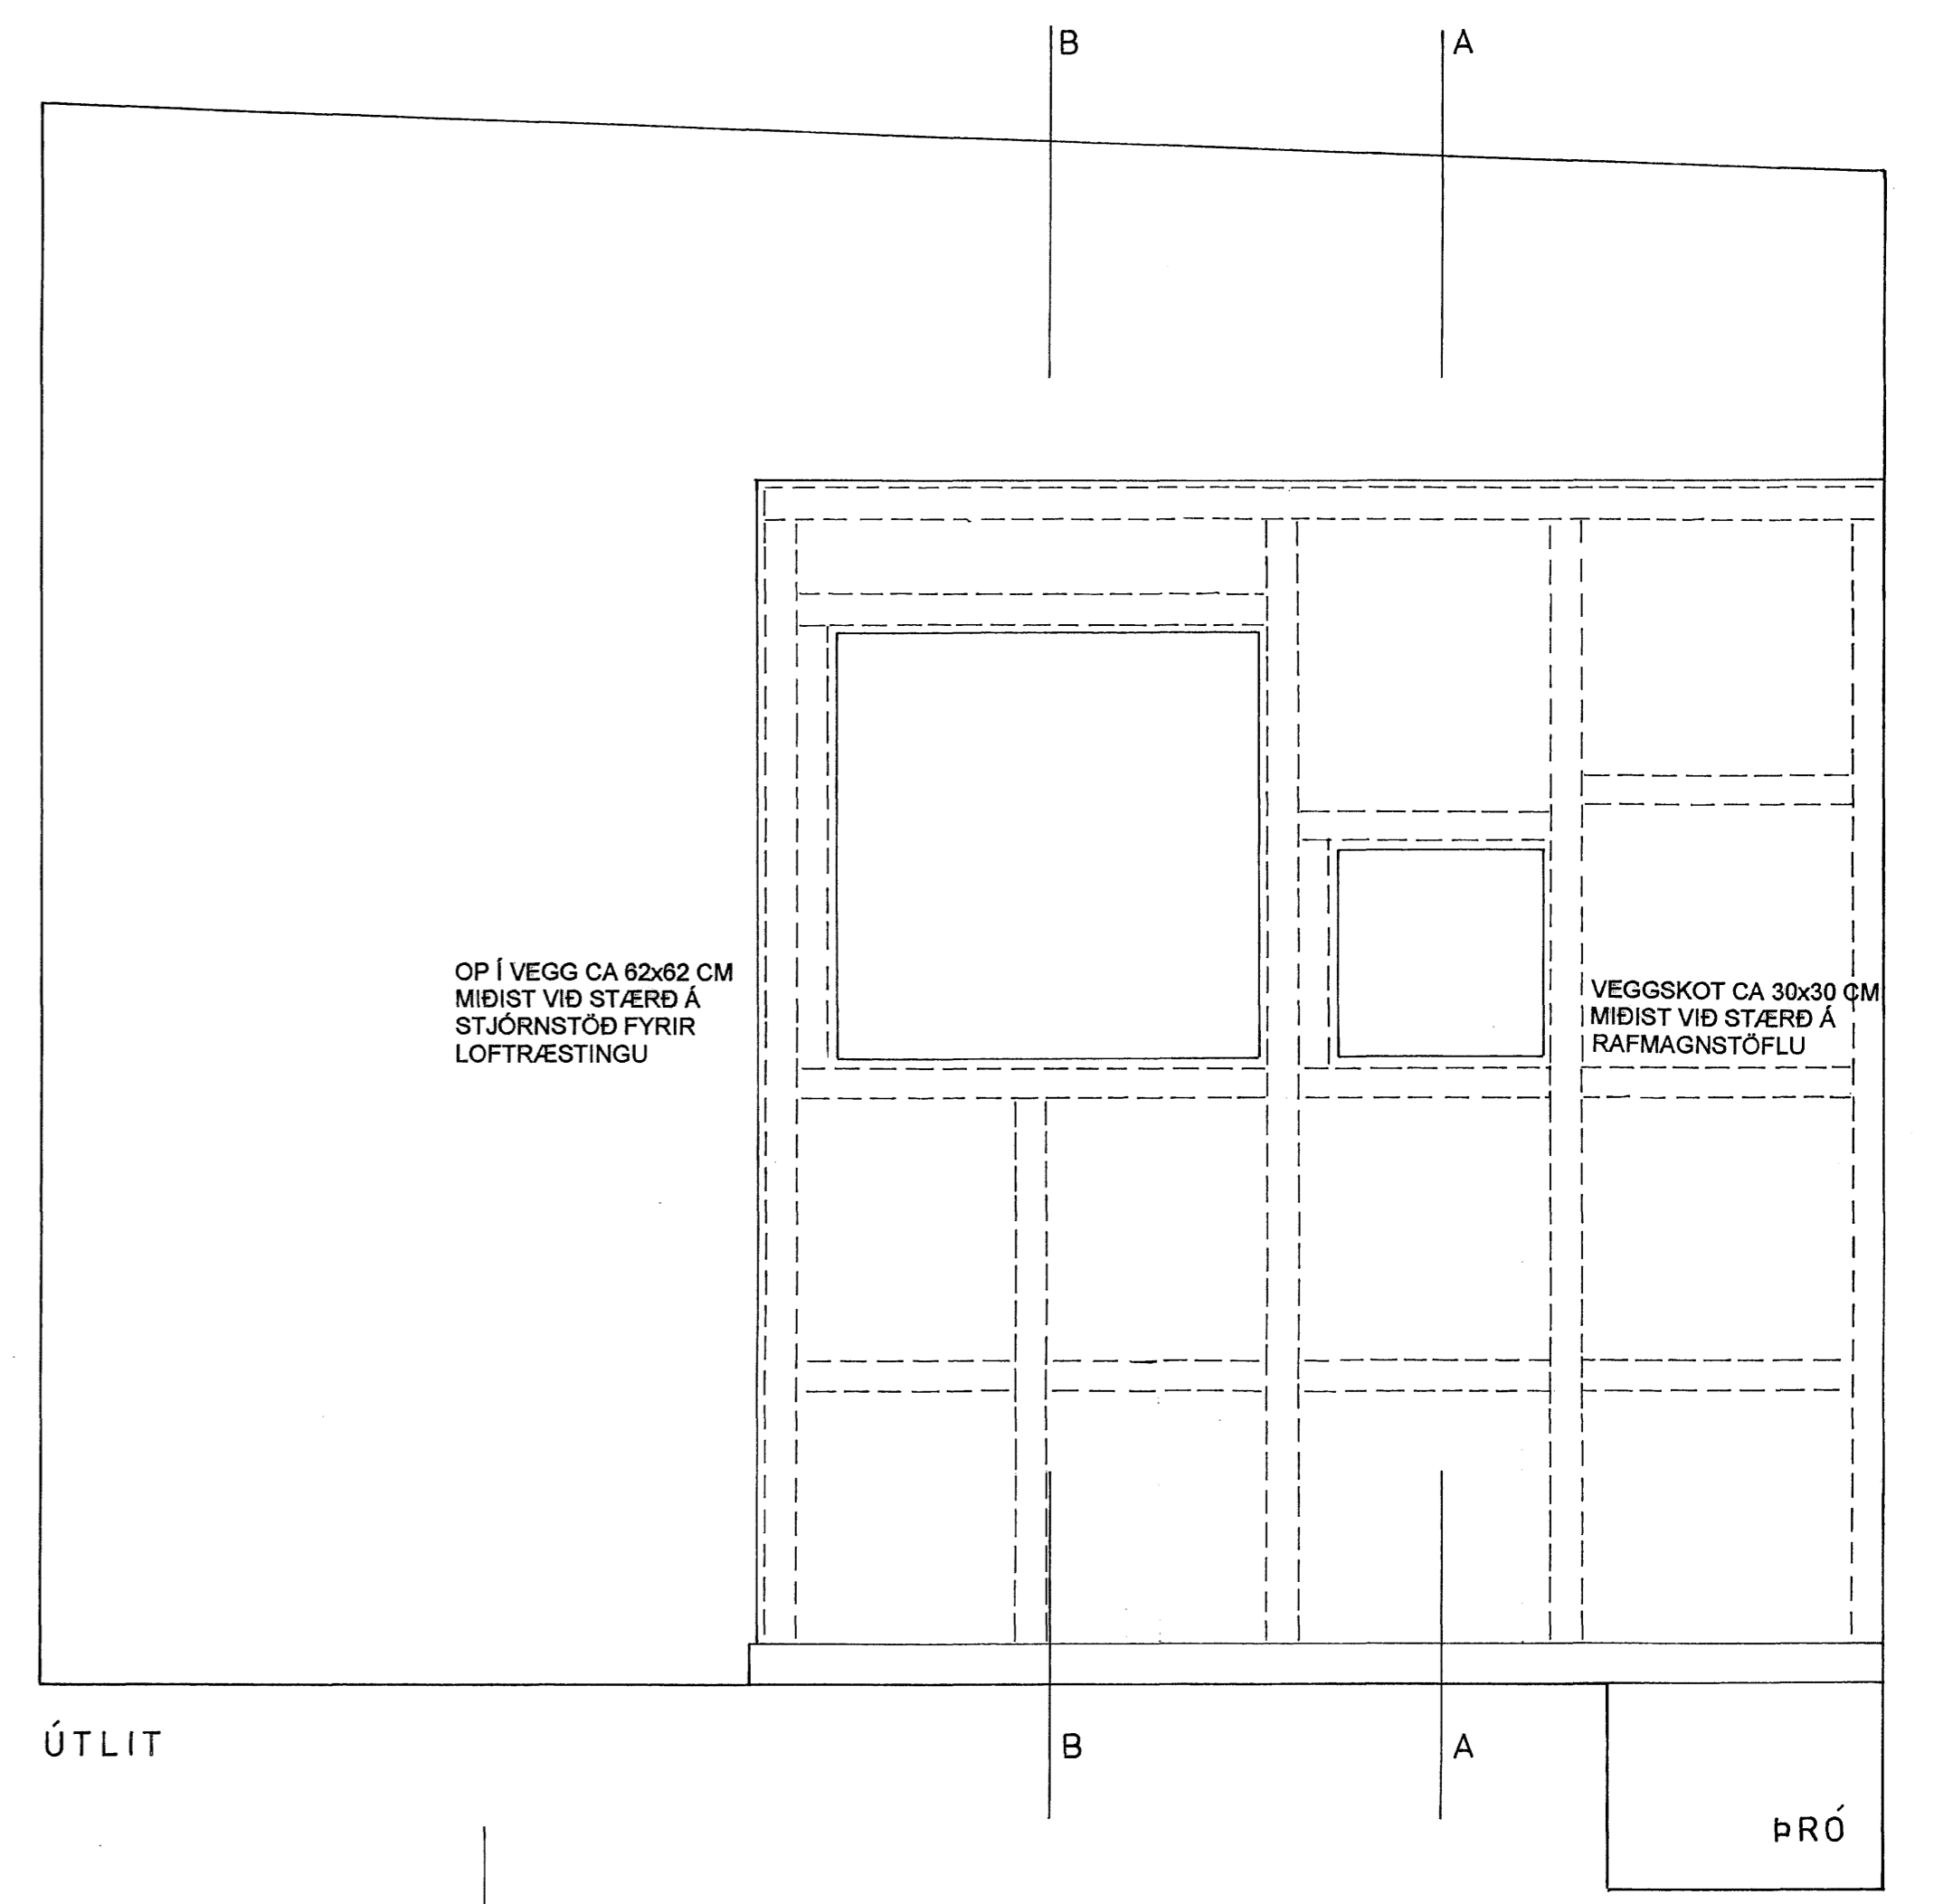 B
A
OP Í VEGG CA 62x62 CM
MIÐIST VIÐ STÆRÐ Á
STJÓRNSTÖÐ FYRIR
LOFTRÆSTINGU
VEGGSKOT CA 30x30 CM
MIÐIST VIÐ STÆRÐ Á
RAFMAGNSTÖFLU
ÚTLIT
B
A
ÞRÓ